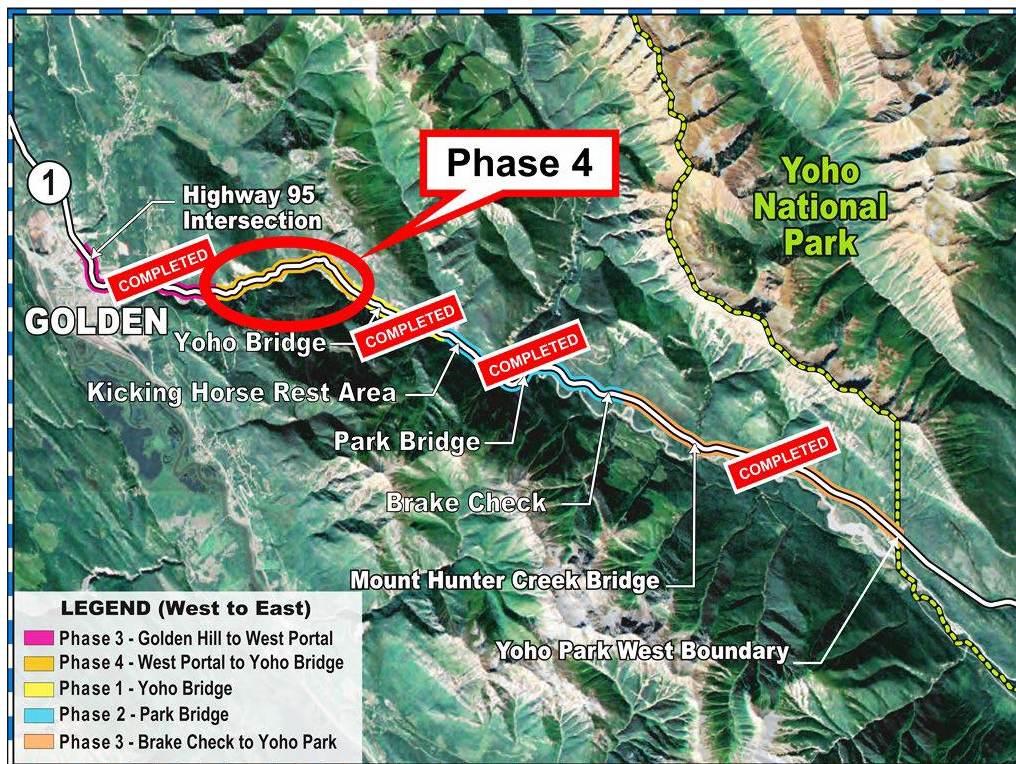 Phase 4
1
Highway 95
Intersection
Yoho
National
Park
COMPLETED
GOLDEN
Yoho Bridge
COMPLETED
COMPLETED
Kicking Horse Rest Area
Park Bridge
COMPLETED
Brake Check
Mount Hunter Creek Bridge
Yoho Park West Boundary
LEGEND (West to East)
Phase 3 - Golden Hill to West Portal
Phase 4 - West Portal to Yoho Bridge
Phase 1 - Yoho Bridge
Phase 2 - Park Bridge
Phase 3 - Brake Check to Yoho Park